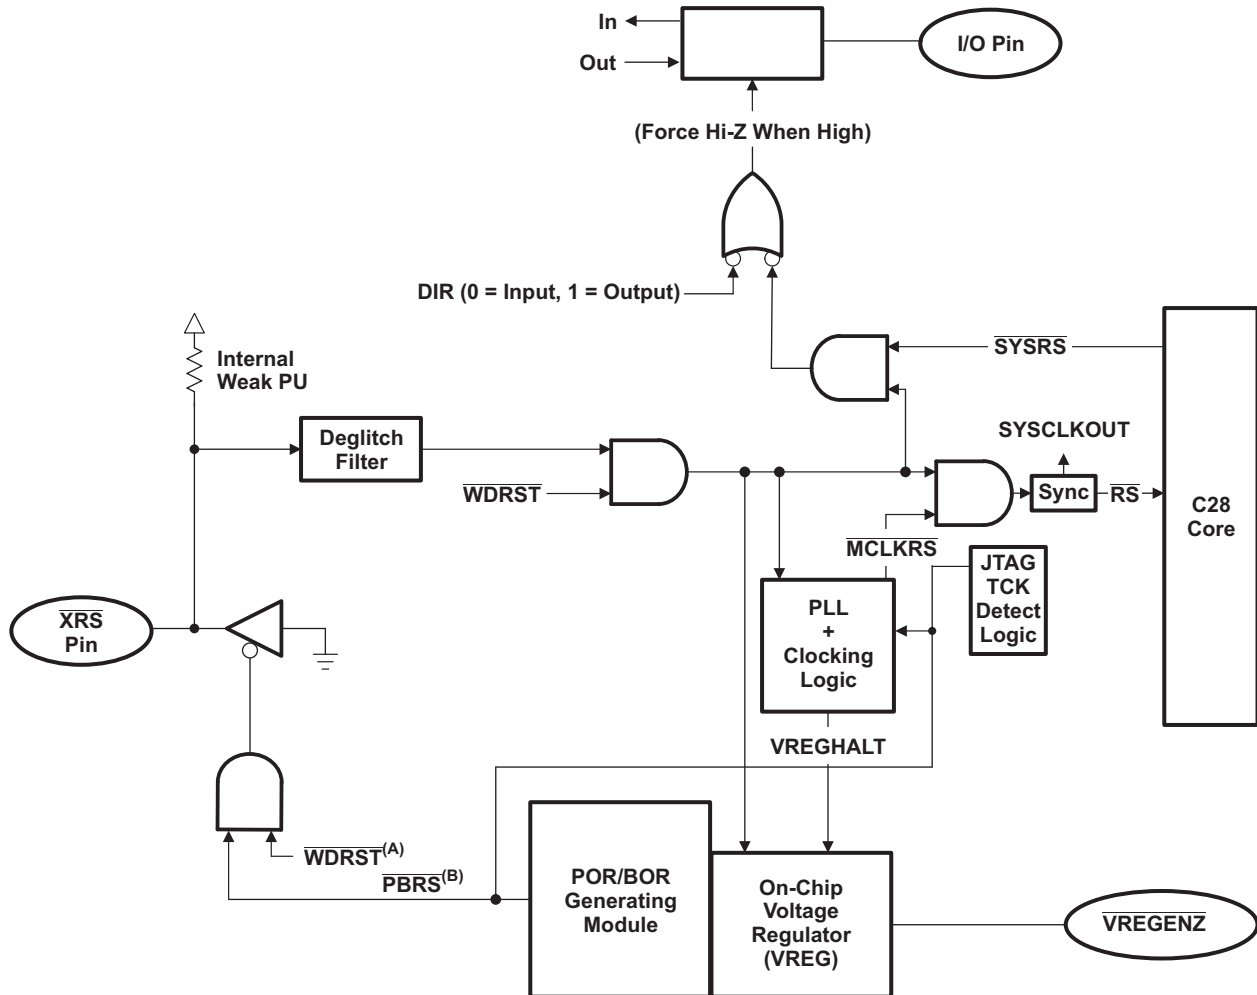 In
Out
I/O Pin
(Force Hi-Z When High)
DIR (0 = Input, 1 = Output)
Internal
Weak PU
SYSRS
Deglitch
Filter
SYSCLKOUT
WDRST
Sync
RS
C28
Core
MCLKRS
JTAG
TCK
Detect
Logic
XRS
Pin
PLL
+
Clocking
Logic
VREGHALT
WDRST(A)
PBRS(B)
POR/BOR
Generating
Module
On-Chip
Voltage
Regulator
(VREG)
VREGENZ